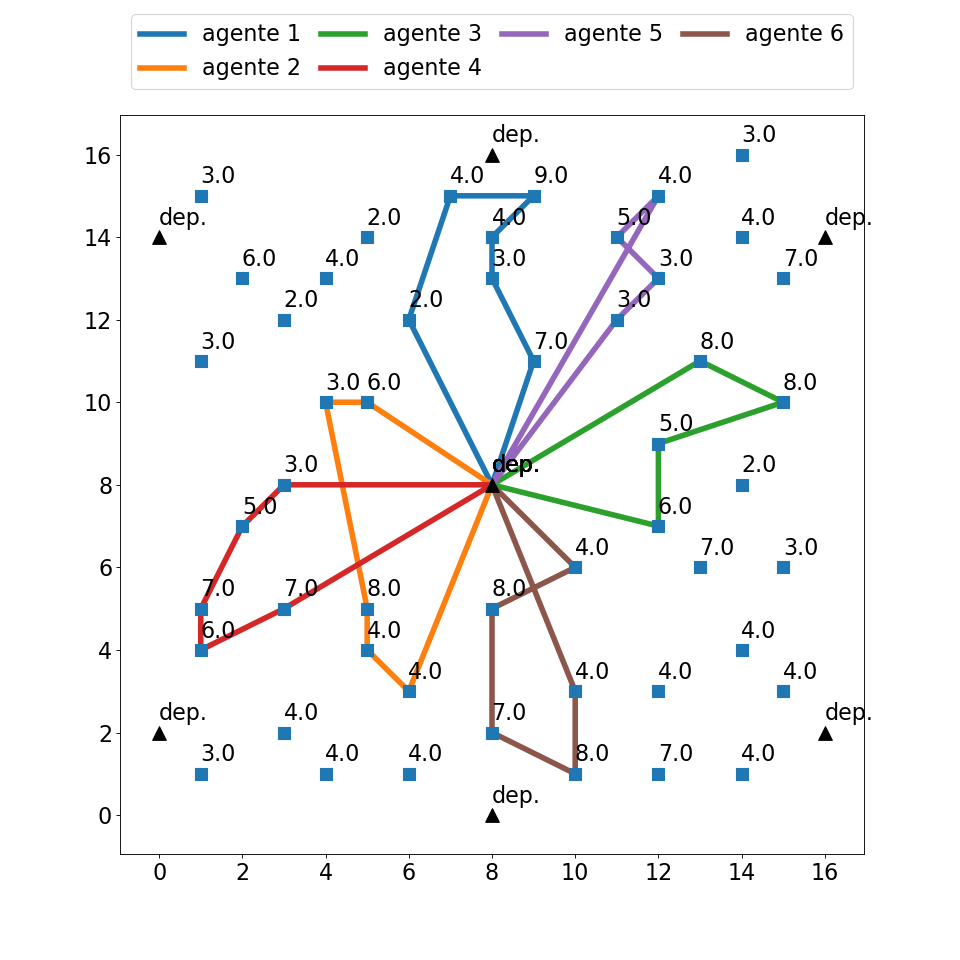 agente 1 agente 3 agente 5 agente 6
agente 2 agente 4
dep. 3.0
16
3.0 4.0 9.0 4.0
dep. 2.0 4.0 5.0 4.0 dep.
14
6.0 4.0 3.0 3.0 7.0
2.0 2.0 3.0
12
3.0 7.0 8.0
3.0 6.0 8.0
10
5.0
3.0 dep. 2.0
8
5.0 6.0
4.0 7.0 3.0
6
7.0 7.0 8.0 8.0
6.0 4.0 4.0
4
4.0 4.0 4.0 4.0
dep. 4.0 7.0 dep.
2
3.0 4.0 4.0 8.0 7.0 4.0
dep.
0
0 2 4 6 8 10 12 14 16